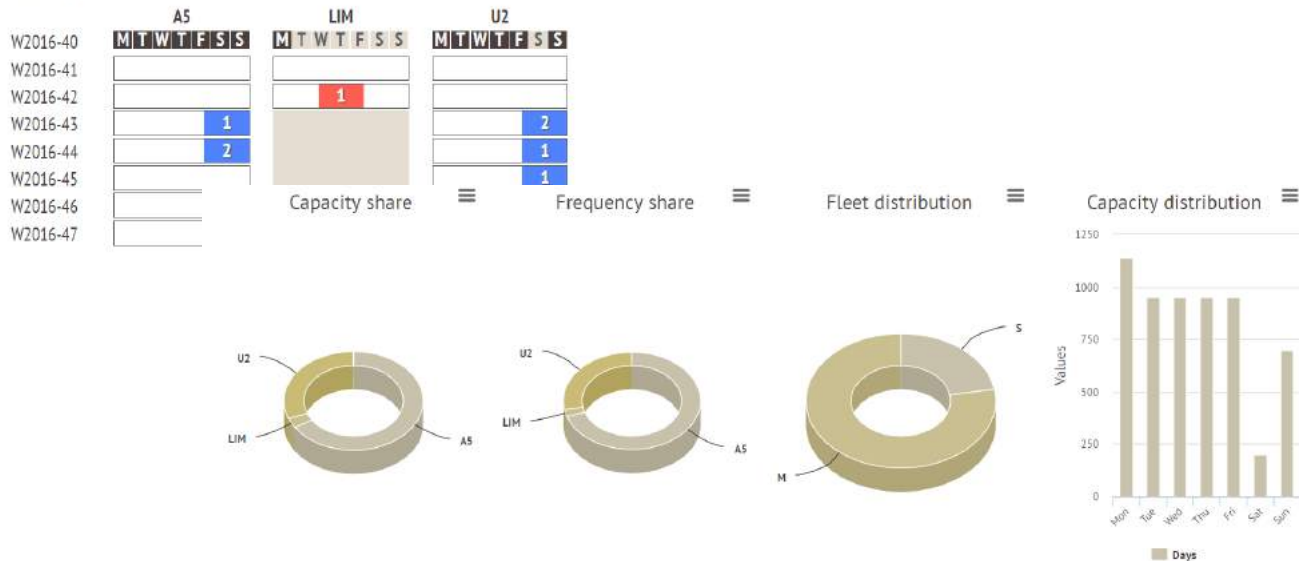 A5 LIM U2
W2016-40 M T W T F S S M T W T F S S M T W T F S S
W2016-41
W2016-42 1
W2016-43 1 2
W2016-44 2 1
W2016-45 1
W2016-46
W2016-47
Capacity share
U2
LIM
A5
Frequency share
U2
LIM
A5
Fleet distribution
S
M
Capacity distribution
Values
1250
1000
750
500
250
0
Mon Tue Wed Thu Fri Sat Sun
Days